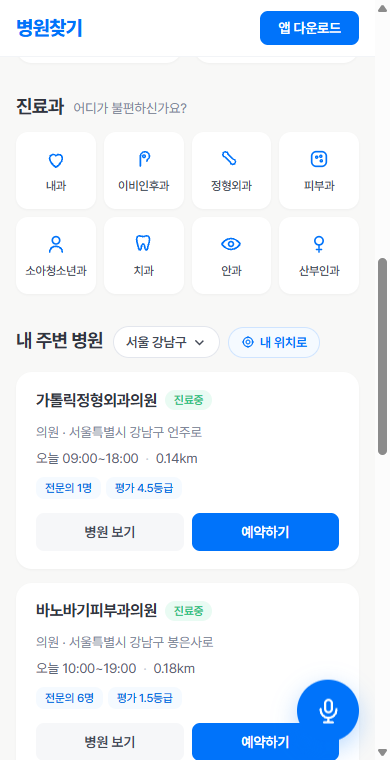 병원찾기
앱 다운로드
진료과 어디가 불편하신가요?
내과 이비인후과 정형외과 피부과
소아청소년과 치과 안과 산부인과
내 주변 병원 서울 강남구 내 위치로
가톨릭정형외과의원 진료중
의원 · 서울특별시 강남구 언주로
오늘 09:00~18:00 · 0.14km
전문의 1명 평가 4.5등급
병원 보기 예약하기
바노바기피부과의원 진료중
의원 · 서울특별시 강남구 봉은사로
오늘 10:00~19:00 · 0.18km
전문의 6명 평가 1.5등급
병원 보기 예약하기